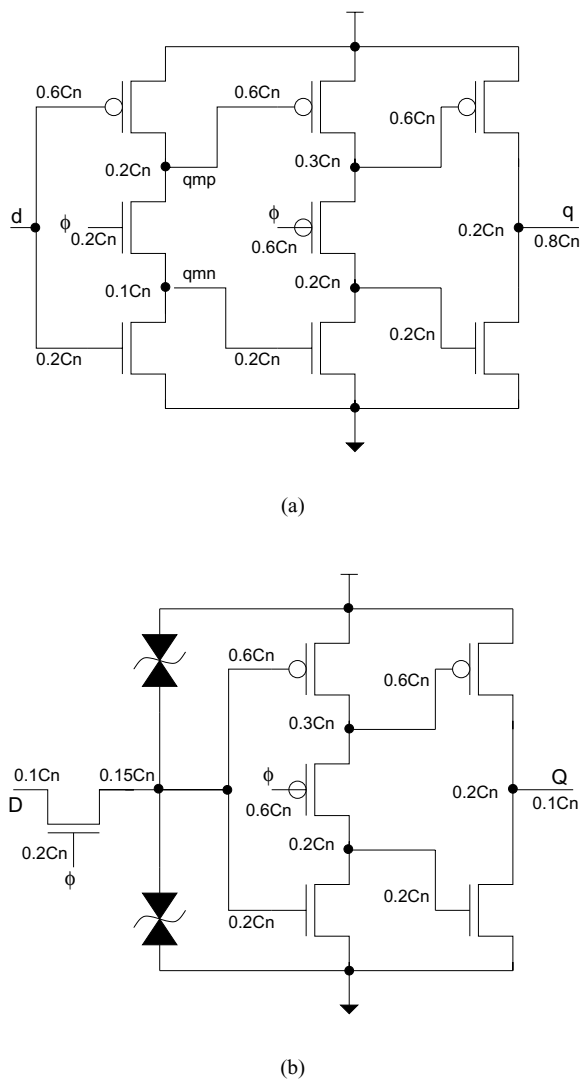 0.6Cn 0.6Cn 0.6Cn
0.2Cn 0.3Cn
qmp
d ϕ ϕ q
0.2Cn 0.6Cn 0.2Cn 0.8Cn
0.1Cn qmn 0.2Cn
0.2Cn 0.2Cn 0.2Cn
(a)
0.6Cn 0.6Cn
0.3Cn
0.1Cn 0.15Cn ϕ Q
D 0.6Cn 0.2Cn 0.1Cn
0.2Cn 0.2Cn
ϕ 0.2Cn 0.2Cn
(b)